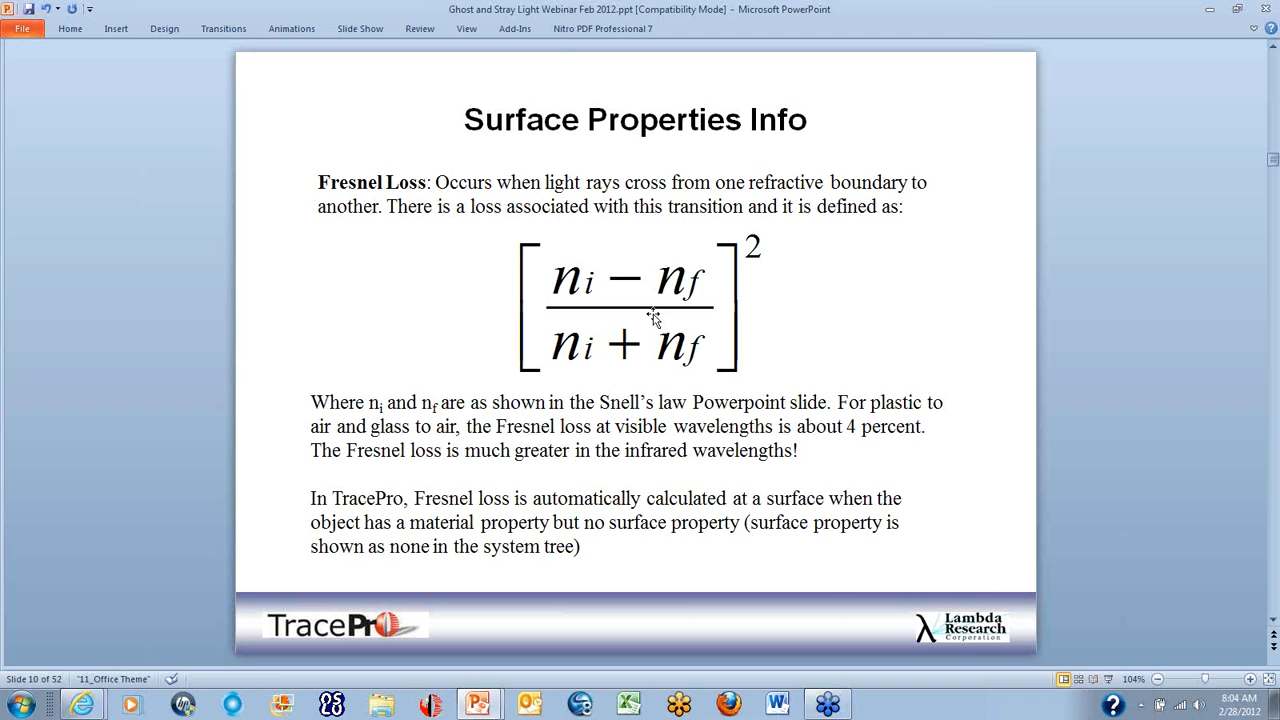 Ghost and Stray Light Webinar Feb 2012.ppt [Compatibility Mode] - Microsoft PowerPoint
File Home Insert Design Transitions Animations Slide Show Review View Add-Ins Nitro PDF Professional 7
Surface Properties Info
Fresnel Loss: Occurs when light rays cross from one refractive boundary to
another. There is a loss associated with this transition and it is defined as:
[ni − nf
ni + nf]2
Where ni and nf are as shown in the Snell's law Powerpoint slide. For plastic to
air and glass to air, the Fresnel loss at visible wavelengths is about 4 percent.
The Fresnel loss is much greater in the infrared wavelengths!
In TracePro, Fresnel loss is automatically calculated at a surface when the
object has a material property but no surface property (surface property is
shown as none in the system tree)
TracePro
Lambda
Research
Corporation
Slide 10 of 52 "11_Office Theme" 104%
8:04 AM
2/28/2012